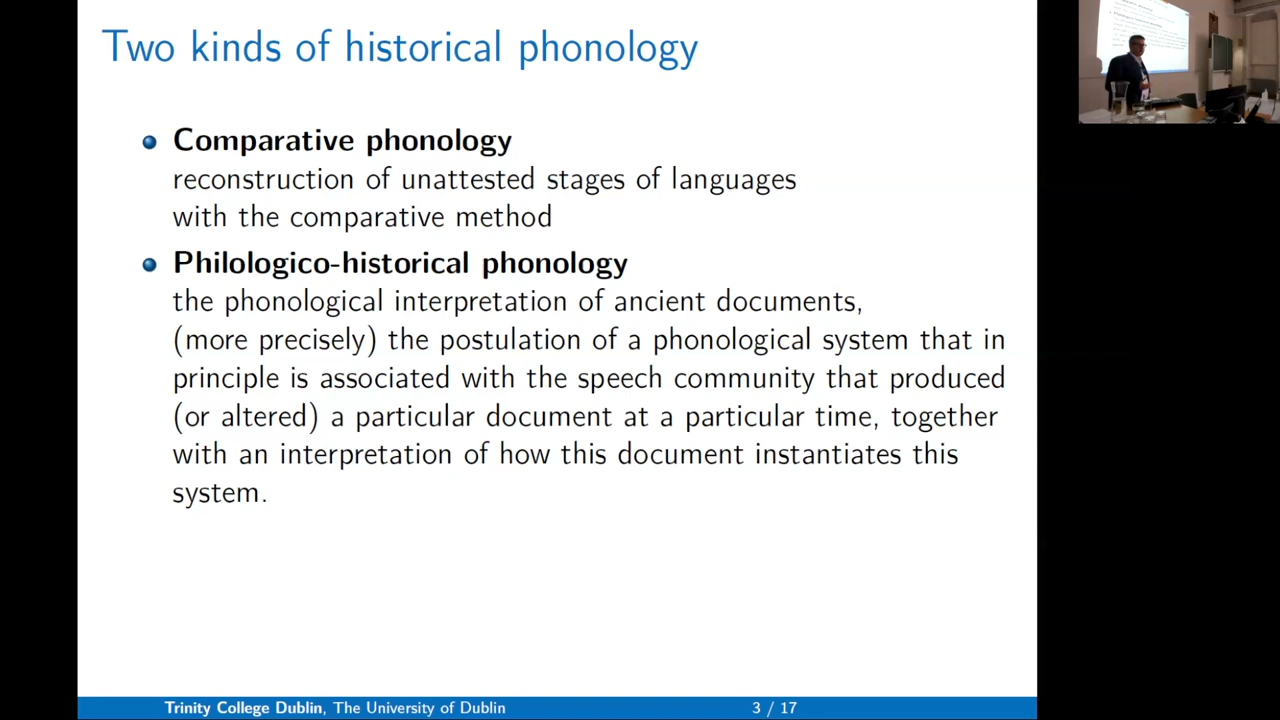 Two kinds of historical phonology
Comparative phonology
reconstruction of unattested stages of languages
with the comparative method
Philologico-historical phonology
the phonological interpretation of ancient documents,
(more precisely) the postulation of a phonological system that in
principle is associated with the speech community that produced
(or altered) a particular document at a particular time, together
with an interpretation of how this document instantiates this
system.
Trinity College Dublin, The University of Dublin
3 / 17